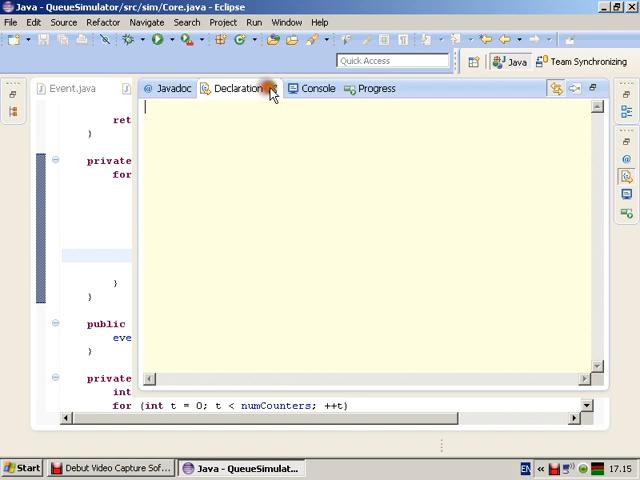 Java - QueueSimulator/src/sim/Core.java - Eclipse
File Edit Source Refactor Navigate Search Project Run Window Help
Quick Access
Java
Team Synchronizing
Event.java
Javadoc
Declaration
Console
Progress
ret
}
private
for
}
}
public
eve
}
private
int
for (int t = 0; t < numCounters; ++t)
Start
Debut Video Capture Sof...
Java - QueueSimulat...
EN
17.15